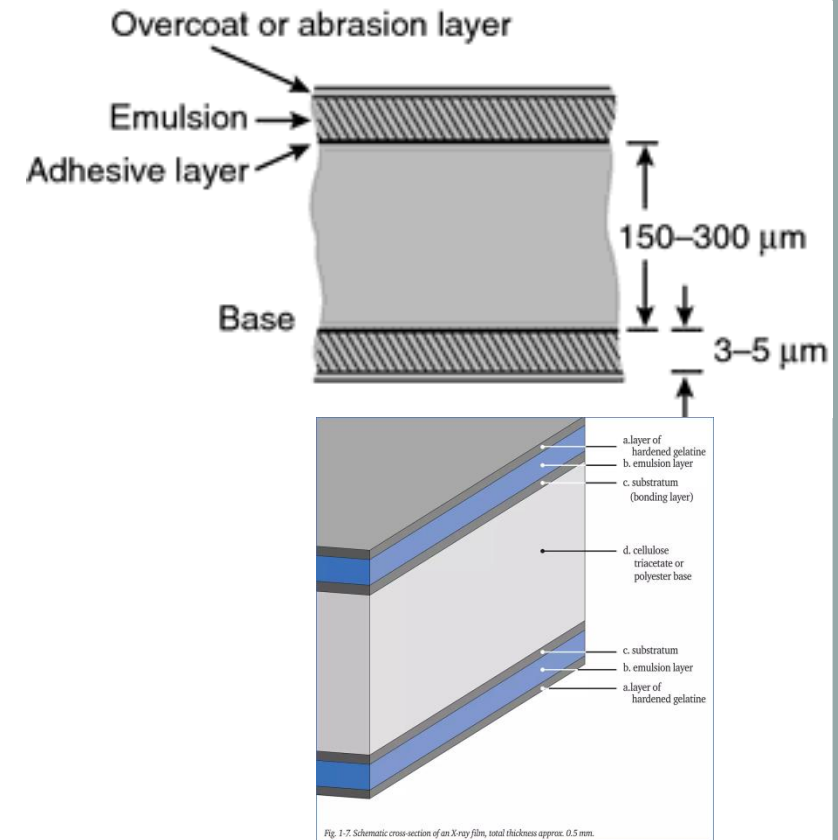 Overcoat or abrasion layer
Emulsion
Adhesive layer
150–300 µm
Base
3–5 µm
a.layer of
hardened gelatine
b. emulsion layer
c. substratum
(bonding layer)
d. cellulose
triacetate or
polyester base
c. substratum
b. emulsion layer
a.layer of
hardened gelatine
Fig. 1-7. Schematic cross-section of an X-ray film, total thickness approx. 0.5 mm.